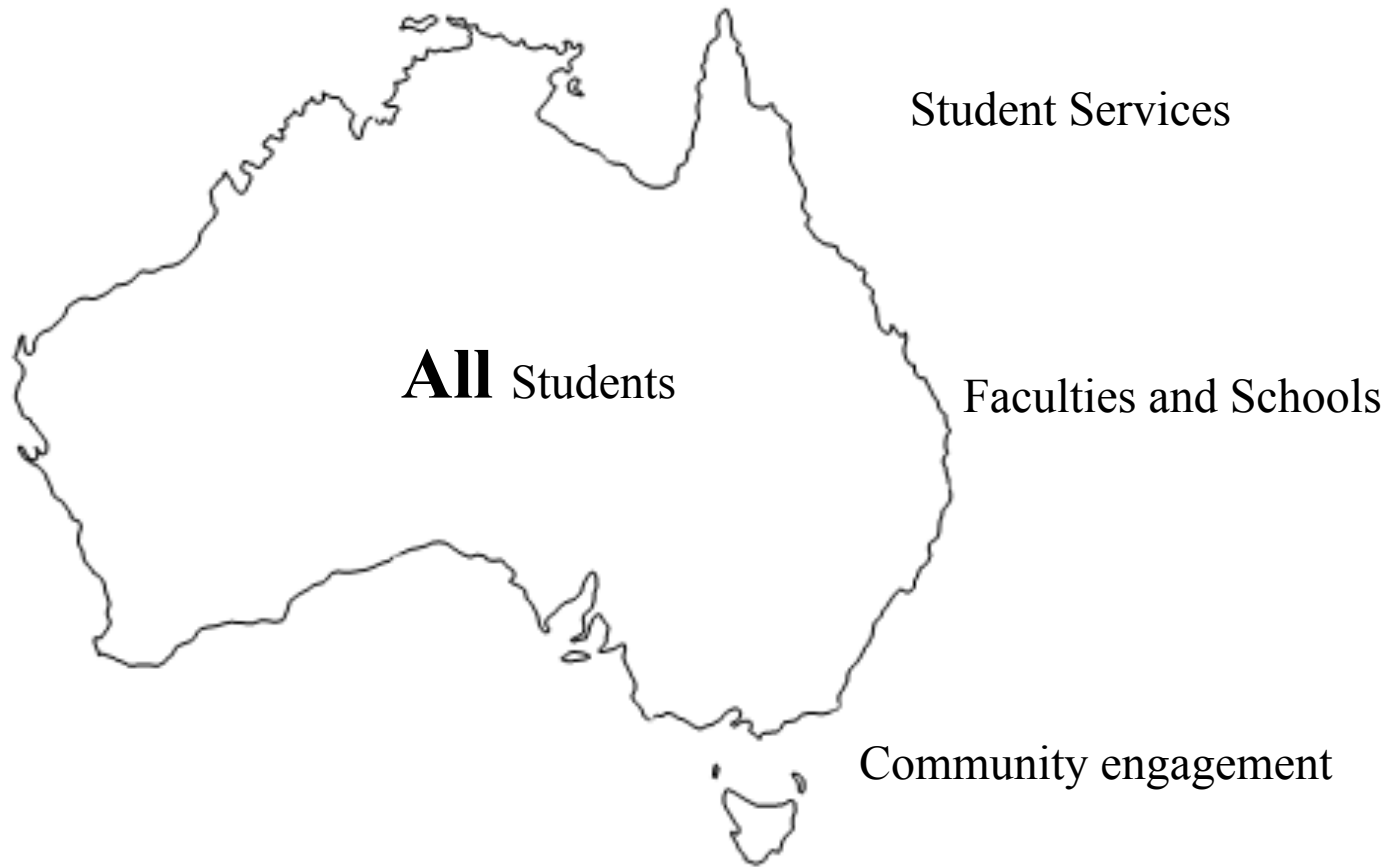 Student Services
All Students
Faculties and Schools
Community engagement